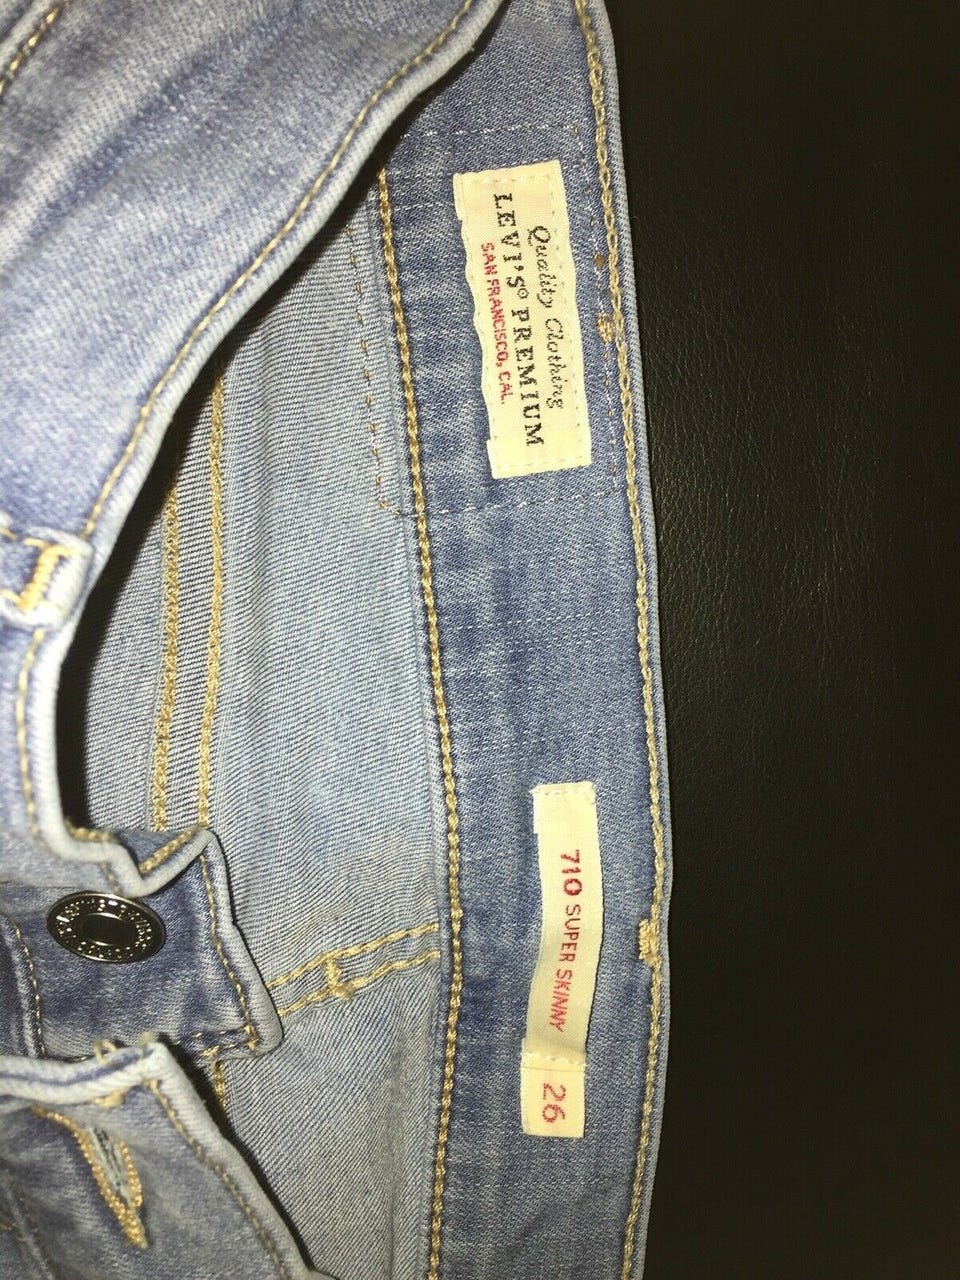 Quality Clothing
LEVI'S® PREMIUM
SAN FRANCISCO, CAL.
710 SUPER SKINNY
26